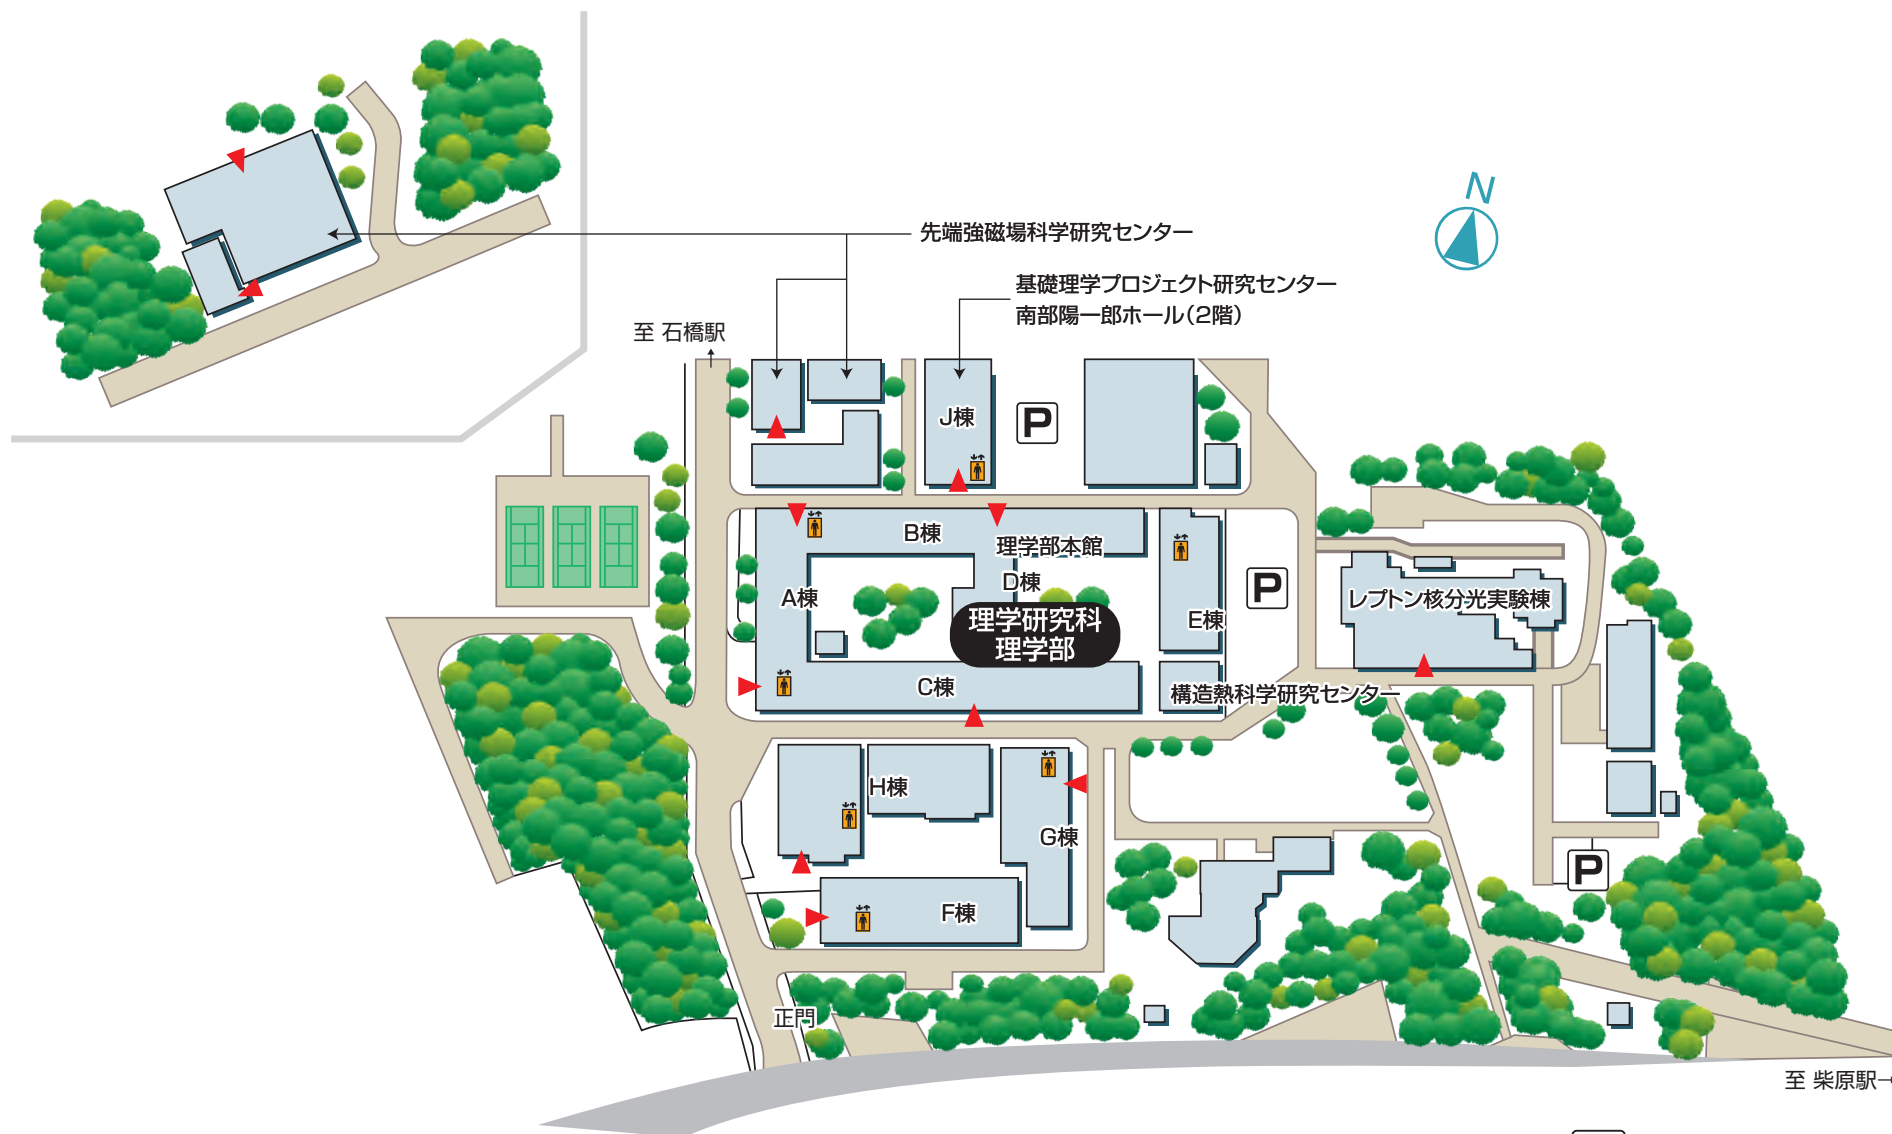 N
先端強磁場科学研究センター
基礎理学プロジェクト研究センター
南部陽一郎ホール(2階)
至 石橋駅
J棟
P
B棟
理学部本館
D棟
A棟
P
レプトン核分光実験棟
理学研究科
理学部
E棟
C棟
構造熱科学研究センター
H棟
G棟
P
F棟
正門
至 柴原駅→